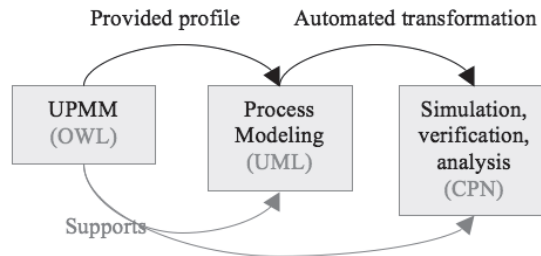 Provided profile
Automated transformation
UPMM
(OWL)
Process
Modeling
(UML)
Simulation,
verification,
analysis
(CPN)
Supports